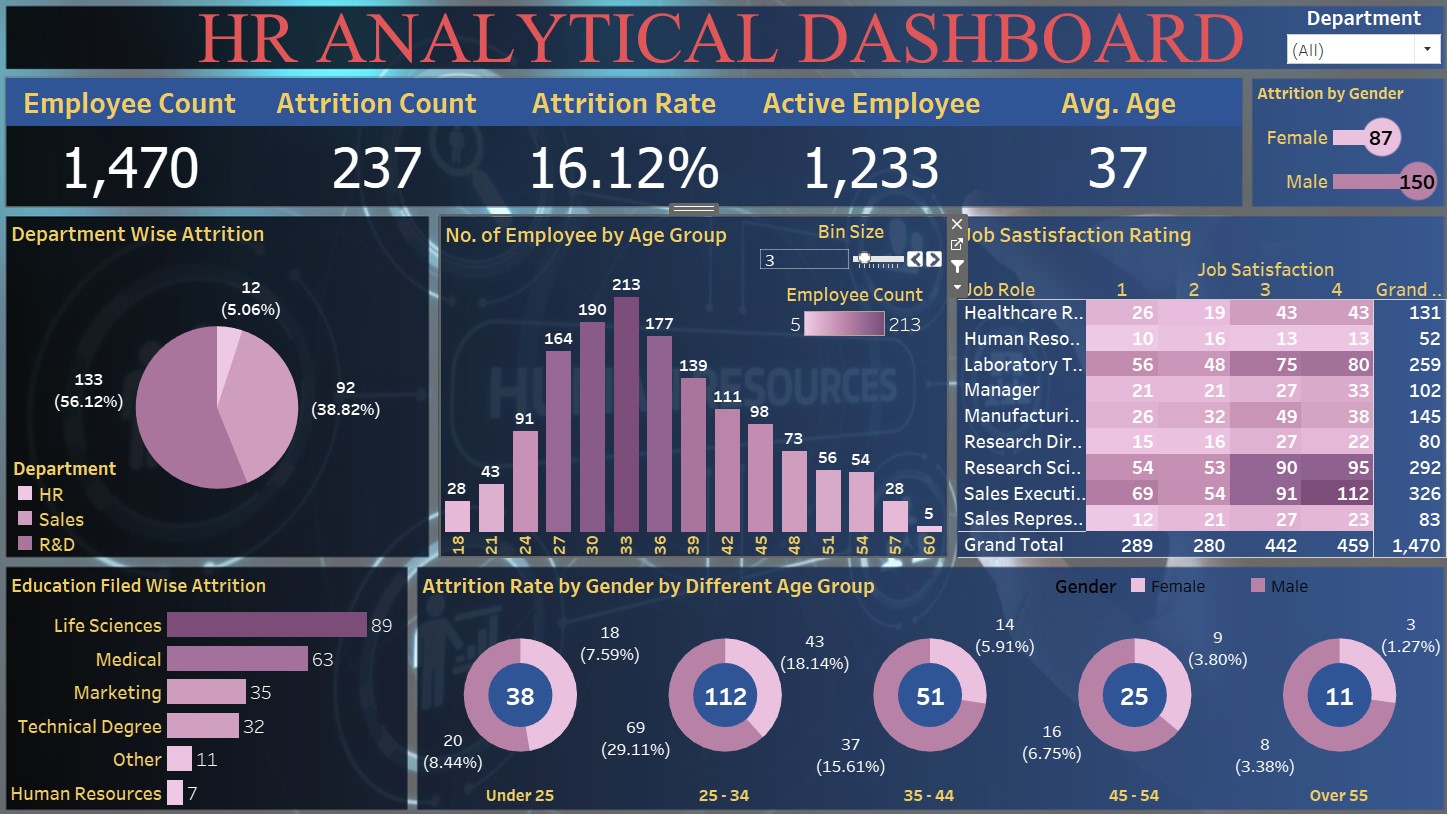 HR ANALYTICAL DASHBOARD
Department
(All)
Employee Count Attrition Count Attrition Rate Active Employee Avg. Age
1,470 237 16.12% 1,233 37
Attrition by Gender
Female 87
Male 150
Department Wise Attrition
12
(5.06%)
133
(56.12%)
92
(38.82%)
Department
HR
Sales
R&D
No. of Employee by Age Group
Bin Size
3
Employee Count
5 213
28 43 91 164 190 213 177 139 111 98 73 56 54 28 5
18 21 24 27 30 33 36 39 42 45 48 51 54 57 60
HUMAN RESOURCES
Job Sastisfaction Rating
Job Satisfaction
Job Role 1 2 3 4 Grand ..
Healthcare R.. 26 19 43 43 131
Human Reso.. 10 16 13 13 52
Laboratory T.. 56 48 75 80 259
Manager 21 21 27 33 102
Manufacturi.. 26 32 49 38 145
Research Dir.. 15 16 27 22 80
Research Sci.. 54 53 90 95 292
Sales Executi.. 69 54 91 112 326
Sales Repres.. 12 21 27 23 83
Grand Total 289 280 442 459 1,470
Education Filed Wise Attrition
Life Sciences 89
Medical 63
Marketing 35
Technical Degree 32
Other 11
Human Resources 7
Attrition Rate by Gender by Different Age Group
Gender Female Male
18
(7.59%)
38
20
(8.44%)
Under 25
43
(18.14%)
112
69
(29.11%)
25 - 34
14
(5.91%)
51
37
(15.61%)
35 - 44
9
(3.80%)
25
16
(6.75%)
45 - 54
3
(1.27%)
11
8
(3.38%)
Over 55